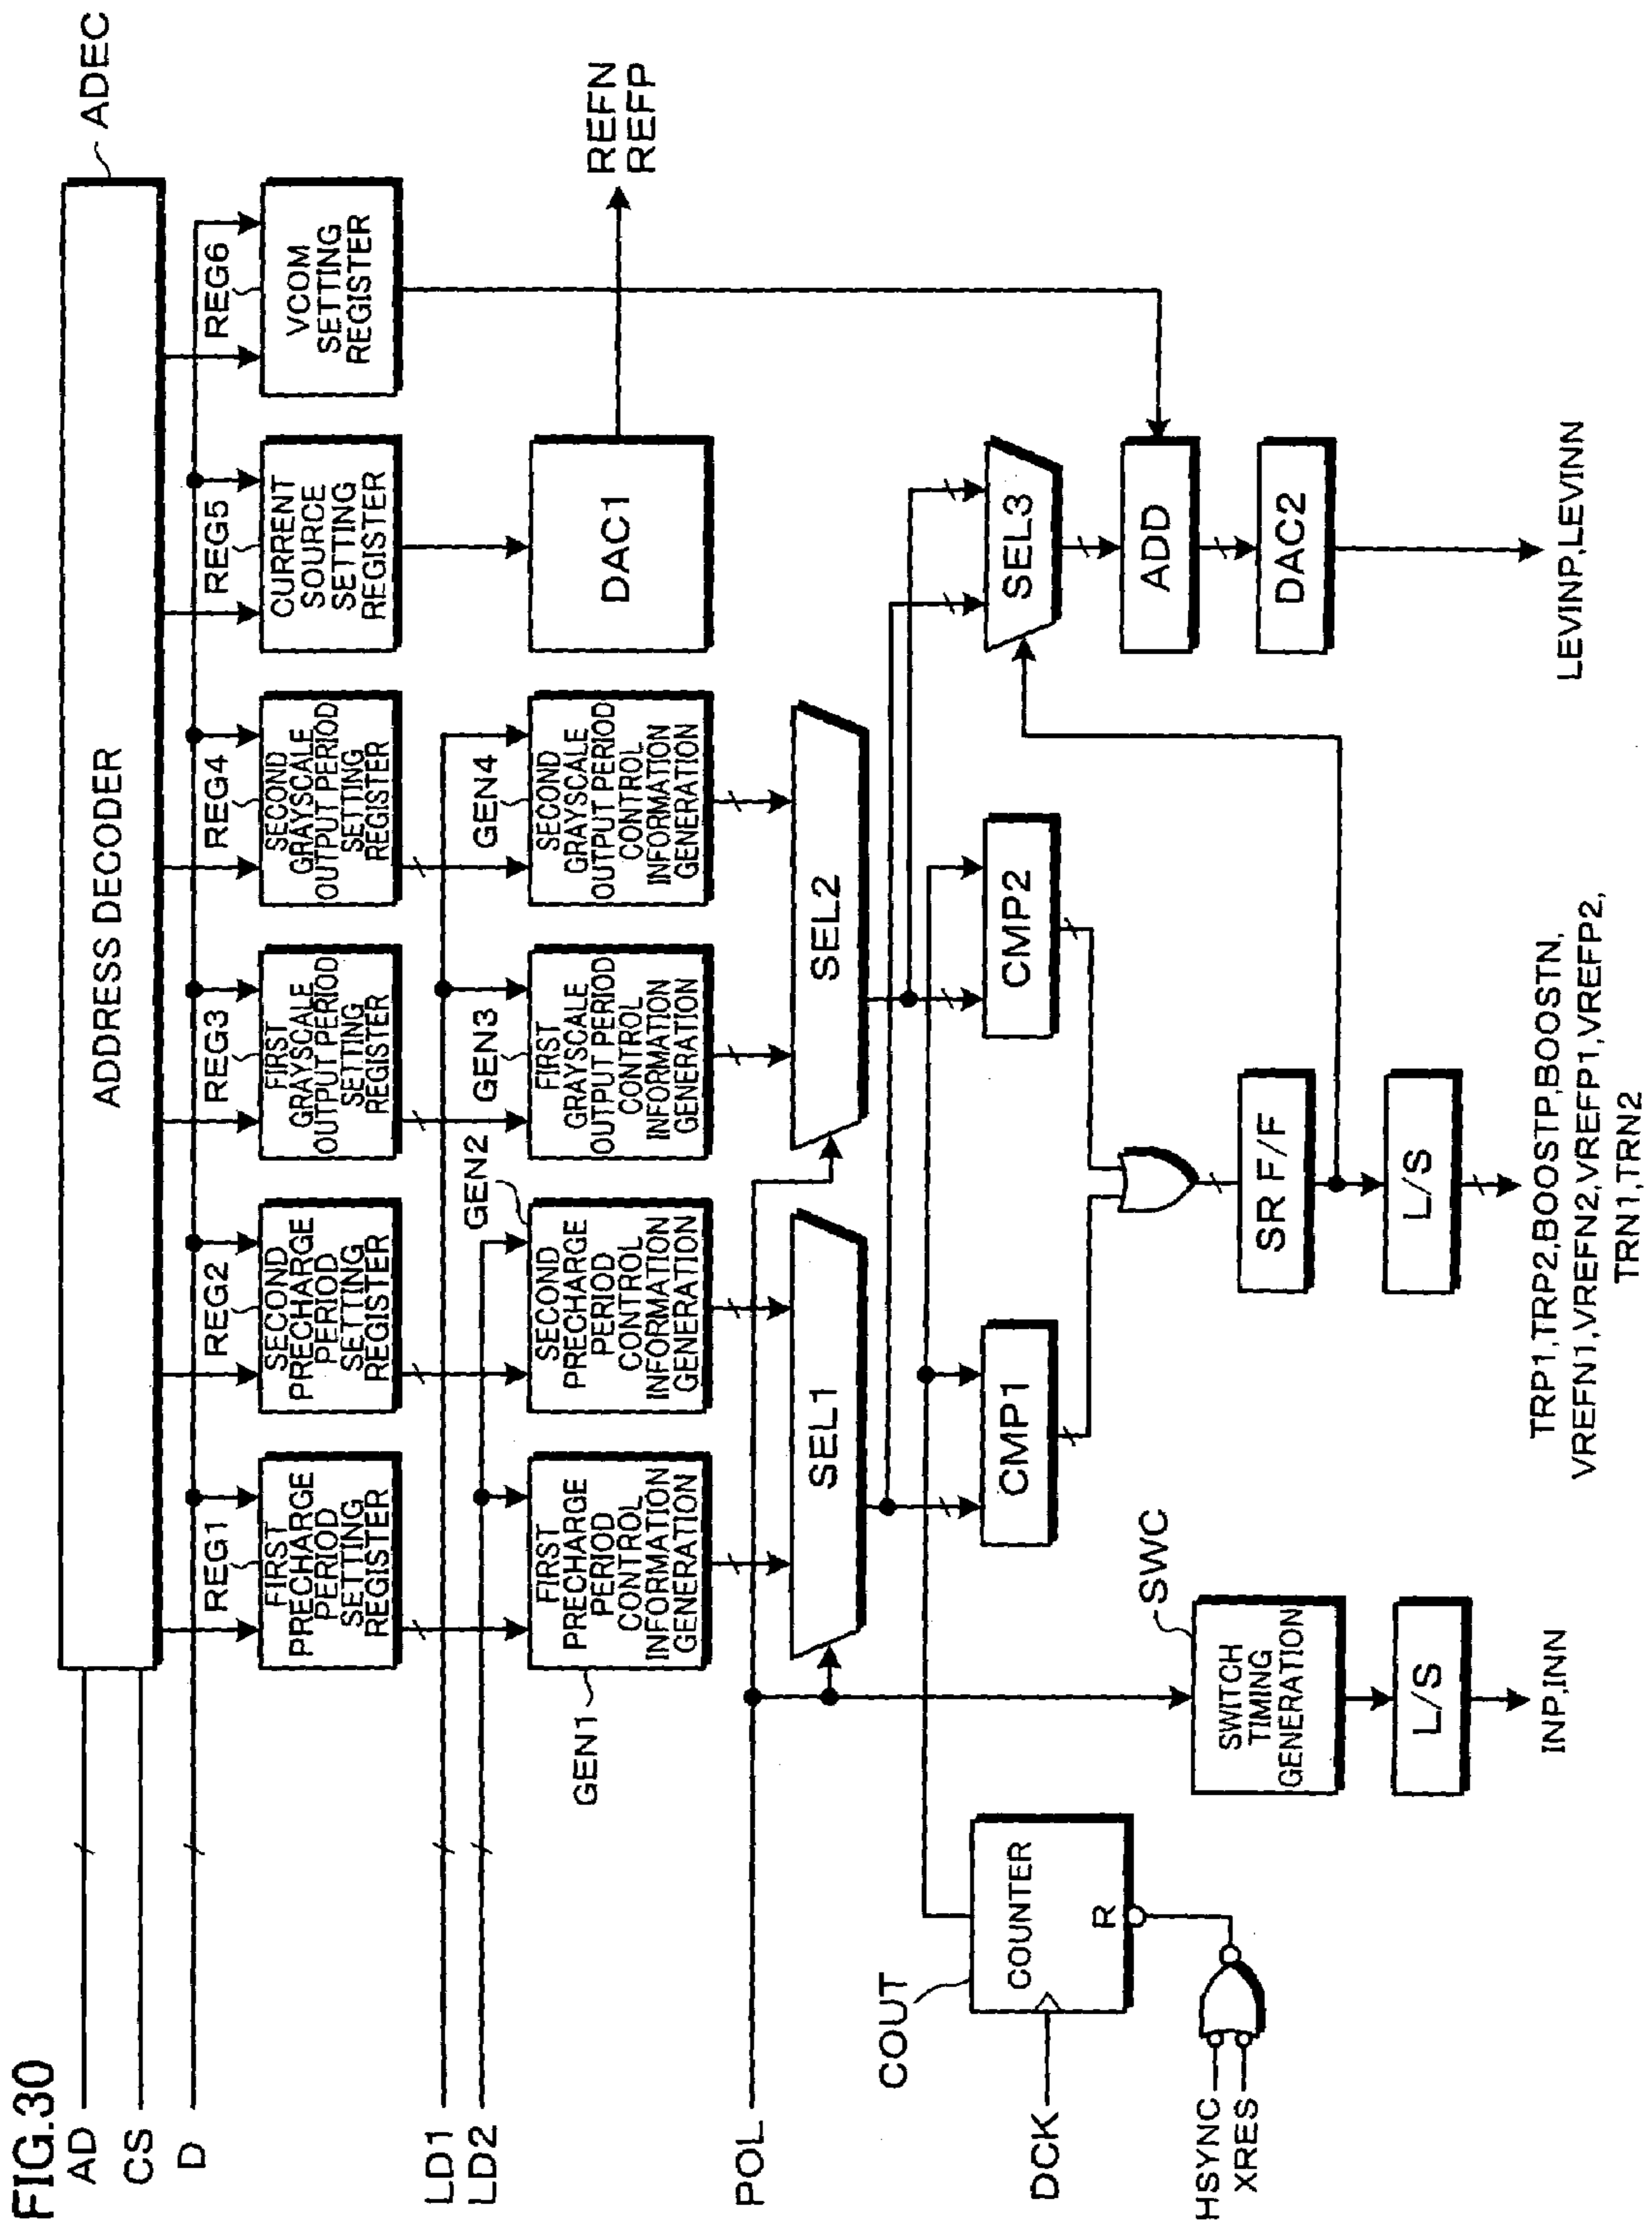 FIG.30
AD
CS
D
LD1
LD2
POL
DCK
HSYNC
XRES
ADDRESS DECODER
ADEC
REG1
FIRST
PRECHARGE
PERIOD
SETTING
REGISTER
REG2
SECOND
PRECHARGE
PERIOD
SETTING
REGISTER
REG3
FIRST
GRAYSCALE
OUTPUT PERIOD
SETTING
REGISTER
REG4
SECOND
GRAYSCALE
OUTPUT PERIOD
SETTING
REGISTER
REG5
CURRENT
SOURCE
SETTING
REGISTER
REG6
VCOM
SETTING
REGISTER
GEN1
FIRST
PRECHARGE
PERIOD
CONTROL
INFORMATION
GENERATION
GEN2
SECOND
PRECHARGE
PERIOD
CONTROL
INFORMATION
GENERATION
GEN3
FIRST
GRAYSCALE
OUTPUT PERIOD
CONTROL
INFORMATION
GENERATION
GEN4
SECOND
GRAYSCALE
OUTPUT PERIOD
CONTROL
INFORMATION
GENERATION
DAC1
REFN
REFP
SEL1
SEL2
COUT
COUNTER
R
CMP1
CMP2
SEL3
ADD
DAC2
SWC
SWITCH
TIMING
GENERATION
SR F/F
L/S
L/S
INP,INN
TRP1,TRP2,BOOSTP,BOOSTN,
VREFN1,VREFN2,VREFP1,VREFP2,
TRN1,TRN2
LEVINP,LEVINN